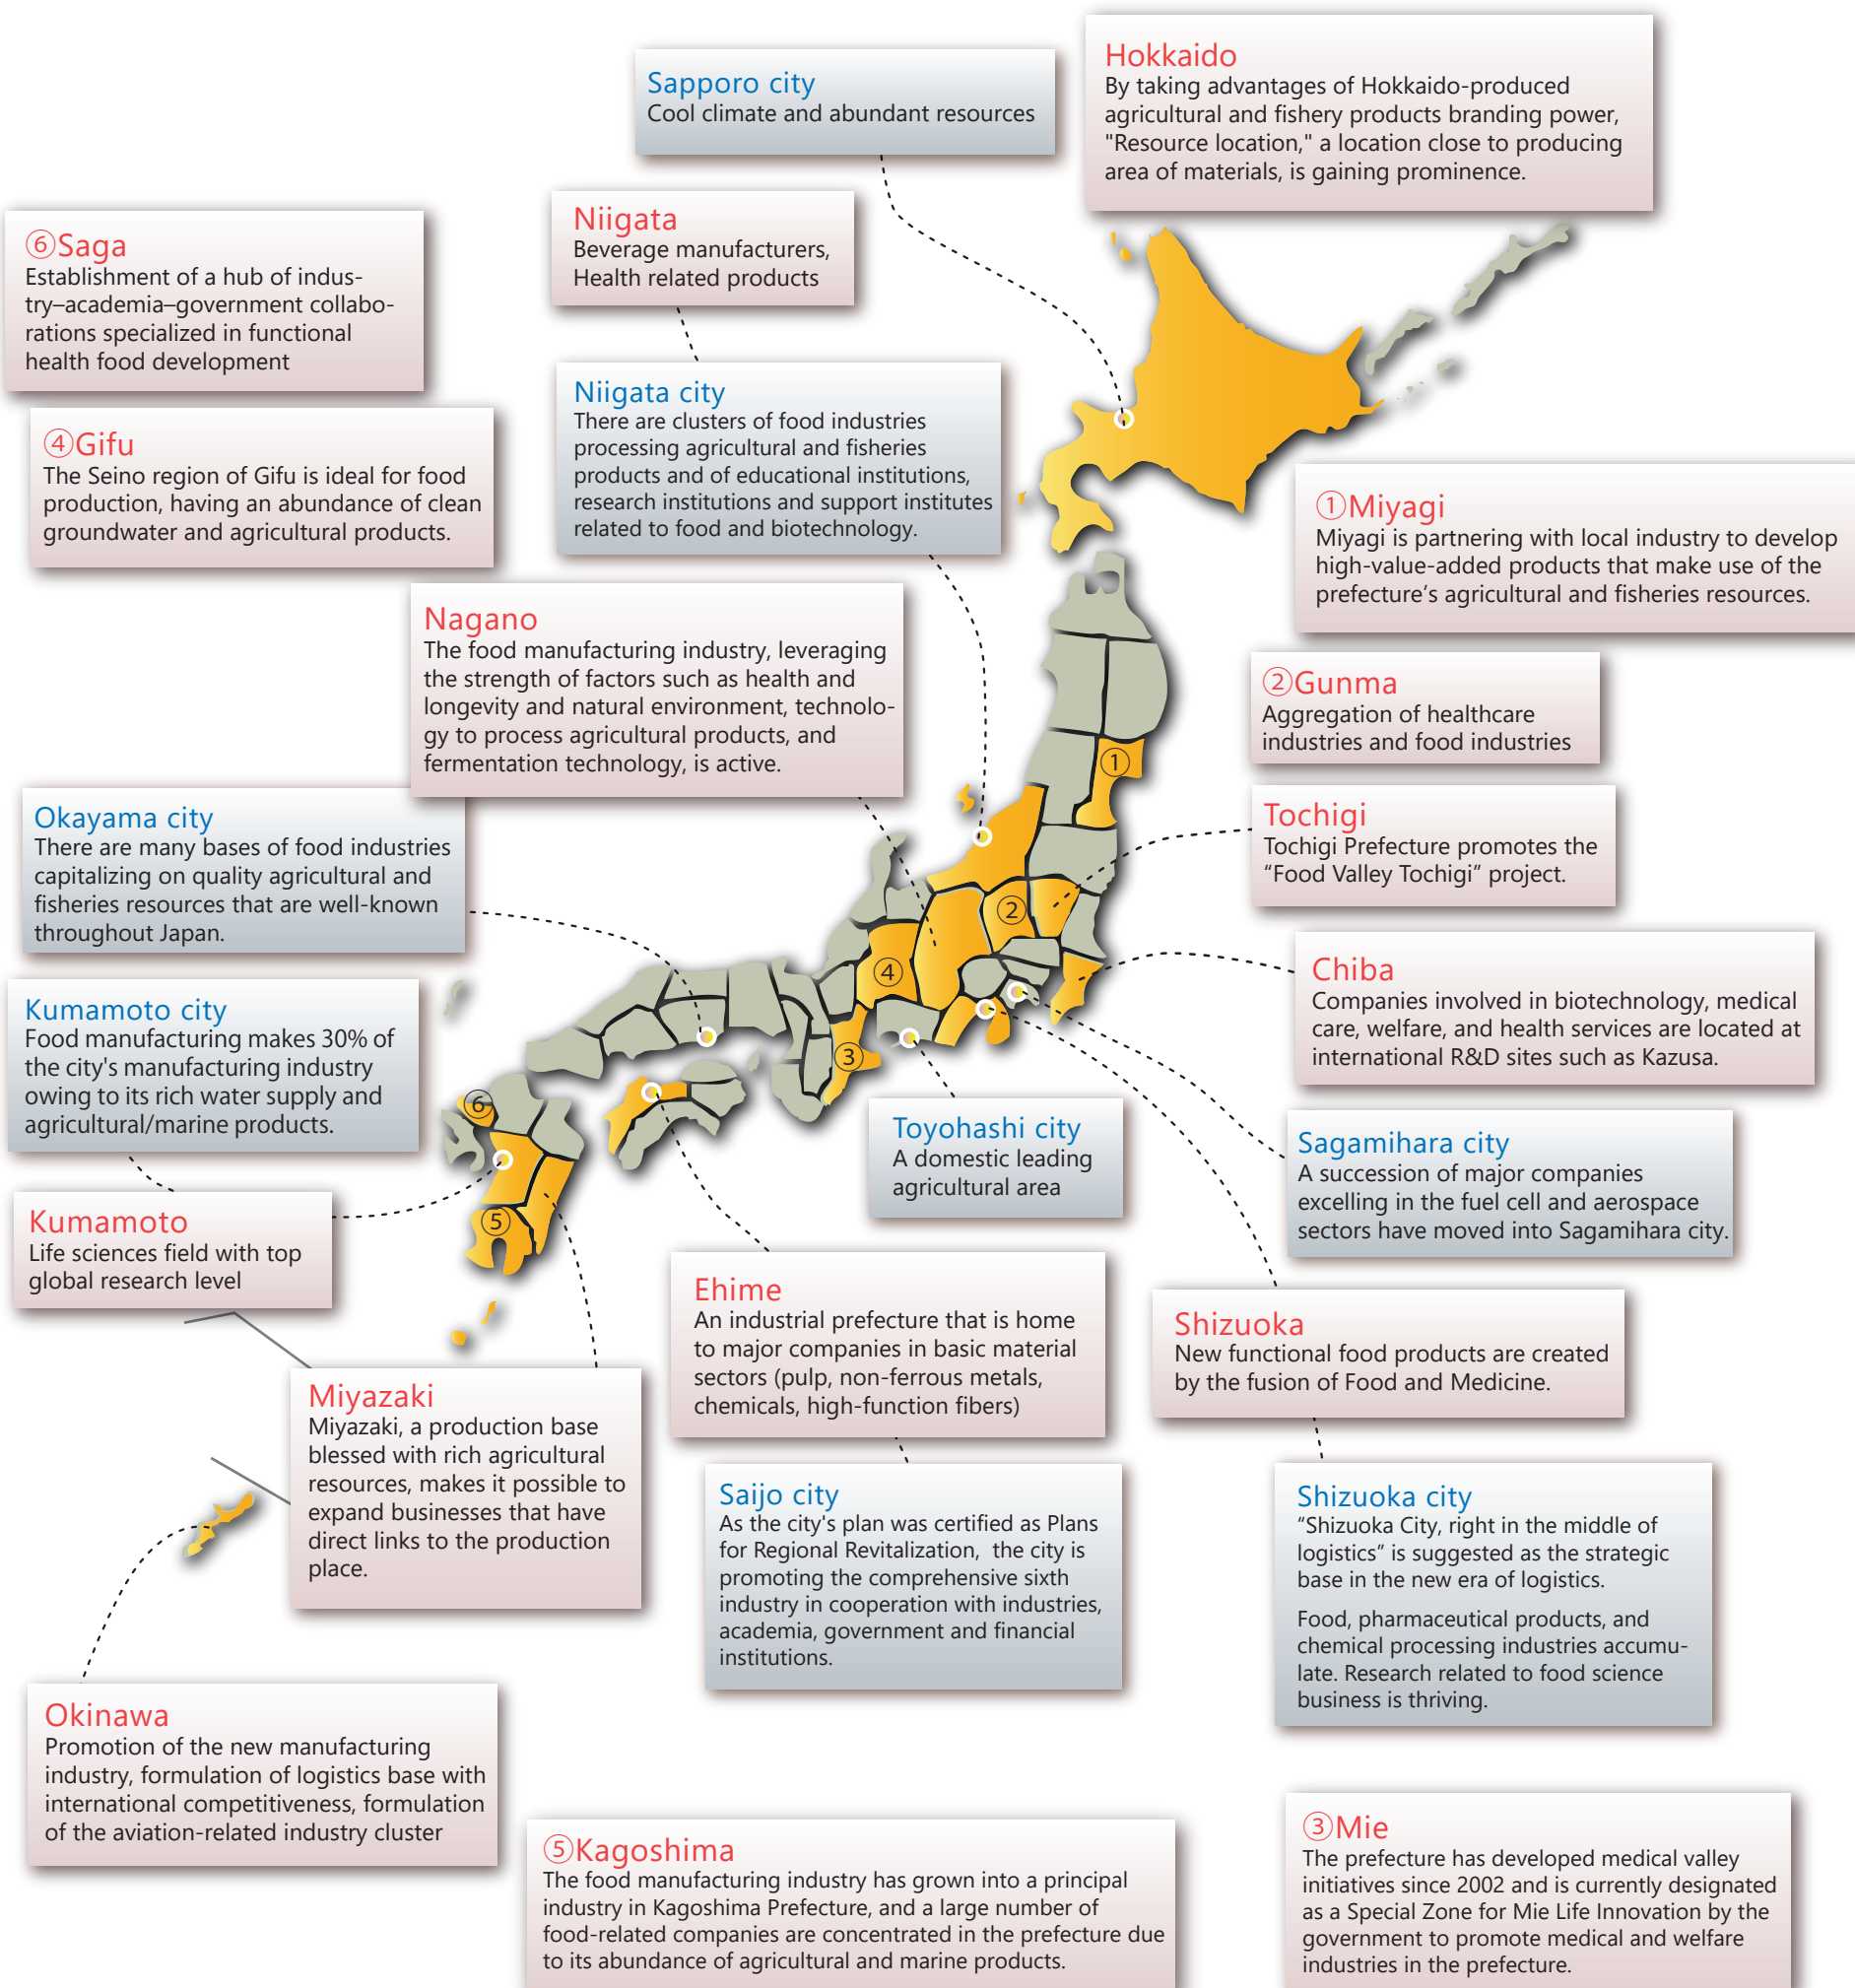 Sapporo city
Cool climate and abundant resources
Hokkaido
By taking advantages of Hokkaido-produced
agricultural and fishery products branding power,
"Resource location," a location close to producing
area of materials, is gaining prominence.
⑥Saga
Establishment of a hub of indus-
try–academia–government collabo-
rations specialized in functional
health food development
Niigata
Beverage manufacturers,
Health related products
④Gifu
The Seino region of Gifu is ideal for food
production, having an abundance of clean
groundwater and agricultural products.
Niigata city
There are clusters of food industries
processing agricultural and fisheries
products and of educational institutions,
research institutions and support institutes
related to food and biotechnology.
①Miyagi
Miyagi is partnering with local industry to develop
high-value-added products that make use of the
prefecture’s agricultural and fisheries resources.
Nagano
The food manufacturing industry, leveraging
the strength of factors such as health and
longevity and natural environment, technolo-
gy to process agricultural products, and
fermentation technology, is active.
②Gunma
Aggregation of healthcare
industries and food industries
①
Okayama city
There are many bases of food industries
capitalizing on quality agricultural and
fisheries resources that are well-known
throughout Japan.
Tochigi
Tochigi Prefecture promotes the
“Food Valley Tochigi” project.
②
④
Chiba
Companies involved in biotechnology, medical
care, welfare, and health services are located at
international R&D sites such as Kazusa.
Kumamoto city
Food manufacturing makes 30% of
the city's manufacturing industry
owing to its rich water supply and
agricultural/marine products.
③
⑥
Toyohashi city
A domestic leading
agricultural area
Sagamihara city
A succession of major companies
excelling in the fuel cell and aerospace
sectors have moved into Sagamihara city.
Kumamoto
Life sciences field with top
global research level
⑤
Ehime
An industrial prefecture that is home
to major companies in basic material
sectors (pulp, non-ferrous metals,
chemicals, high-function fibers)
Shizuoka
New functional food products are created
by the fusion of Food and Medicine.
Miyazaki
Miyazaki, a production base
blessed with rich agricultural
resources, makes it possible to
expand businesses that have
direct links to the production
place.
Saijo city
As the city's plan was certified as Plans
for Regional Revitalization,  the city is
promoting the comprehensive sixth
industry in cooperation with industries,
academia, government and financial
institutions.
Shizuoka city
“Shizuoka City, right in the middle of
logistics” is suggested as the strategic
base in the new era of logistics.
Food, pharmaceutical products, and
chemical processing industries accumu-
late. Research related to food science
business is thriving.
Okinawa
Promotion of the new manufacturing
industry, formulation of logistics base with
international competitiveness, formulation
of the aviation-related industry cluster
⑤Kagoshima
The food manufacturing industry has grown into a principal
industry in Kagoshima Prefecture, and a large number of
food-related companies are concentrated in the prefecture due
to its abundance of agricultural and marine products.
③Mie
The prefecture has developed medical valley
initiatives since 2002 and is currently designated
as a Special Zone for Mie Life Innovation by the
government to promote medical and welfare
industries in the prefecture.